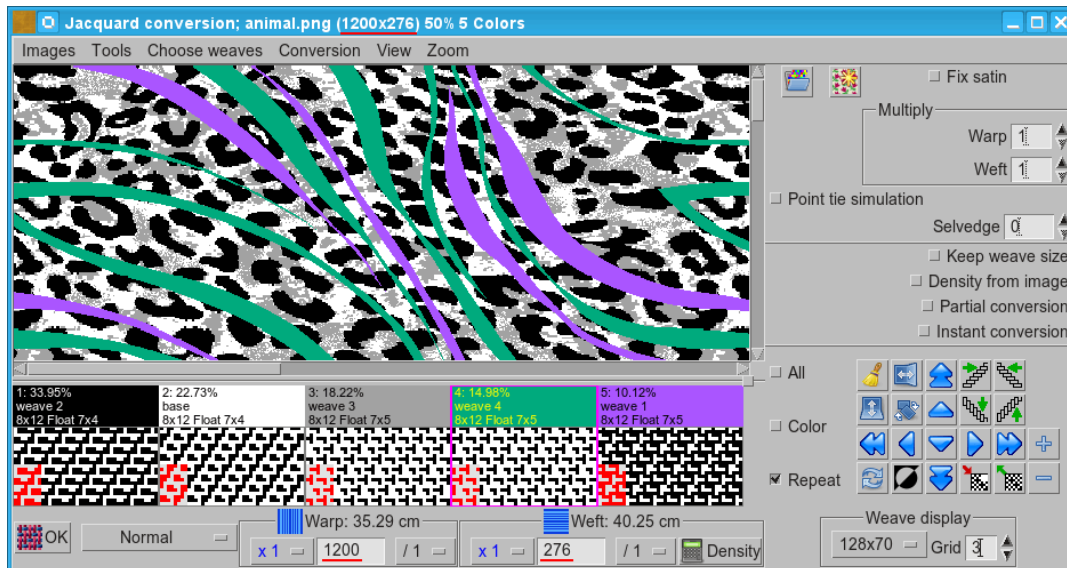 Jacquard conversion; animal.png (1200x276) 50% 5 Colors
Images Tools Choose weaves Conversion View Zoom
Fix satin
Multiply
Warp 1
Weft 1
Point tie simulation
Selvedge 0
Keep weave size
Density from image
Partial conversion
Instant conversion
1: 33.95% 2: 22.73% 3: 18.22% 4: 14.98% 5: 10.12%
weave 2 base weave 3 weave 4 weave 1
8x12 Float 7x4 8x12 Float 7x4 8x12 Float 7x5 8x12 Float 7x5 8x12 Float 7x5
All
Color
Repeat
OK Normal
Warp: 35.29 cm
x 1 1200 / 1
Weft: 40.25 cm
x 1 276 / 1 Density
Weave display
128x70 Grid 3